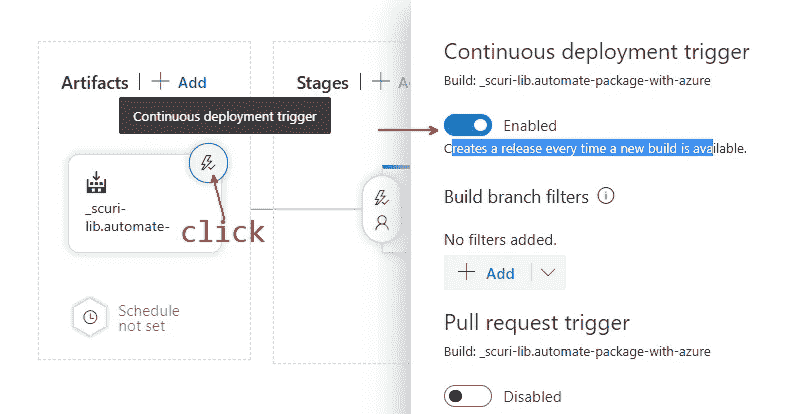 Artifacts | + Add
Stages | + A
Continuous deployment trigger
_scuri-
lib.automate-
click
Schedule
not set
Continuous deployment trigger
Build: _scuri-lib.automate-package-with-azure
Enabled
Creates a release every time a new build is available.
Build branch filters
No filters added.
+ Add
Pull request trigger
Build: _scuri-lib.automate-package-with-azure
Disabled